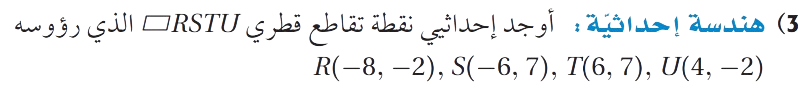 (3 هندسة إحداثيّة : أوجد إحداثيي نقطة تقاطع قطري ▱RSTU الذي رؤوسه
R(−8, −2), S(−6, 7), T(6, 7), U(4, −2)